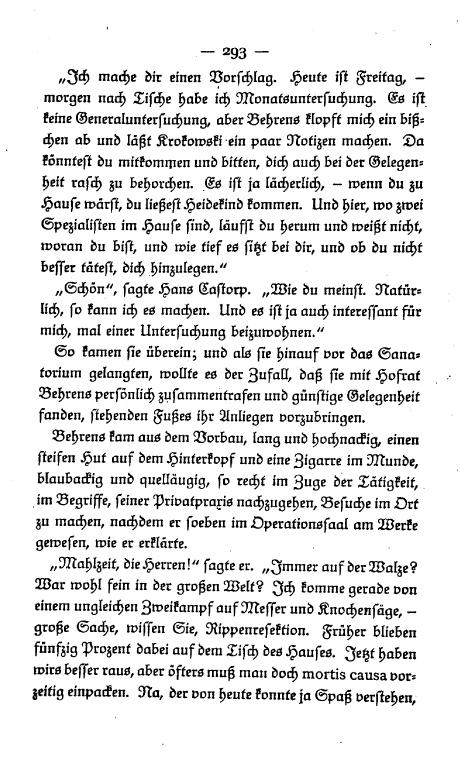 — 293 —
„Ich mache dir einen Vorschlag. Heute ist Freitag, –
morgen nach Tische habe ich Monatsuntersuchung. Es ist
keine Generaluntersuchung, aber Behrens klopft mich ein biß-
chen ab und läßt Krokowski ein paar Notizen machen. Da
könntest du mitkommen und bitten, dich auch bei der Gelegen-
heit rasch zu behorchen. Es ist ja lächerlich, – wenn du zu
Hause wärst, du ließest Heidekind kommen. Und hier, wo zwei
Spezialisten im Hause sind, läufst du herum und weißt nicht,
woran du bist, und wie tief es sitzt bei dir, und ob du nicht
besser tätest, dich hinzulegen.“
„Schön“, sagte Hans Castorp. „Wie du meinst. Natür-
lich, so kann ich es machen. Und es ist ja auch interessant für
mich, mal einer Untersuchung beizuwohnen.“
So kamen sie überein; und als sie hinauf vor das Sana-
torium gelangten, wollte es der Zufall, daß sie mit Hofrat
Behrens persönlich zusammentrafen und günstige Gelegenheit
fanden, stehenden Fußes ihr Anliegen vorzubringen.
Behrens kam aus dem Vorbau, lang und hochnackig, einen
steifen Hut auf dem Hinterkopf und eine Zigarre im Munde,
blaubackig und quelläugig, so recht im Zuge der Tätigkeit,
im Begriffe, seiner Privatpraxis nachzugehen, Besuche im Ort
zu machen, nachdem er soeben im Operationssaal am Werke
gewesen, wie er erklärte.
„Mahlzeit, die Herren!“ sagte er. „Immer auf der Walze?
War wohl fein in der großen Welt? Ich komme gerade von
einem ungleichen Zweikampf auf Messer und Knochensäge, –
große Sache, wissen Sie, Rippenresektion. Früher blieben
fünfzig Prozent dabei auf dem Tisch des Hauses. Jetzt haben
wirs besser raus, aber öfters muß man doch mortis causa vor-
zeitig einpacken. Na, der von heute konnte ja Spaß verstehen,